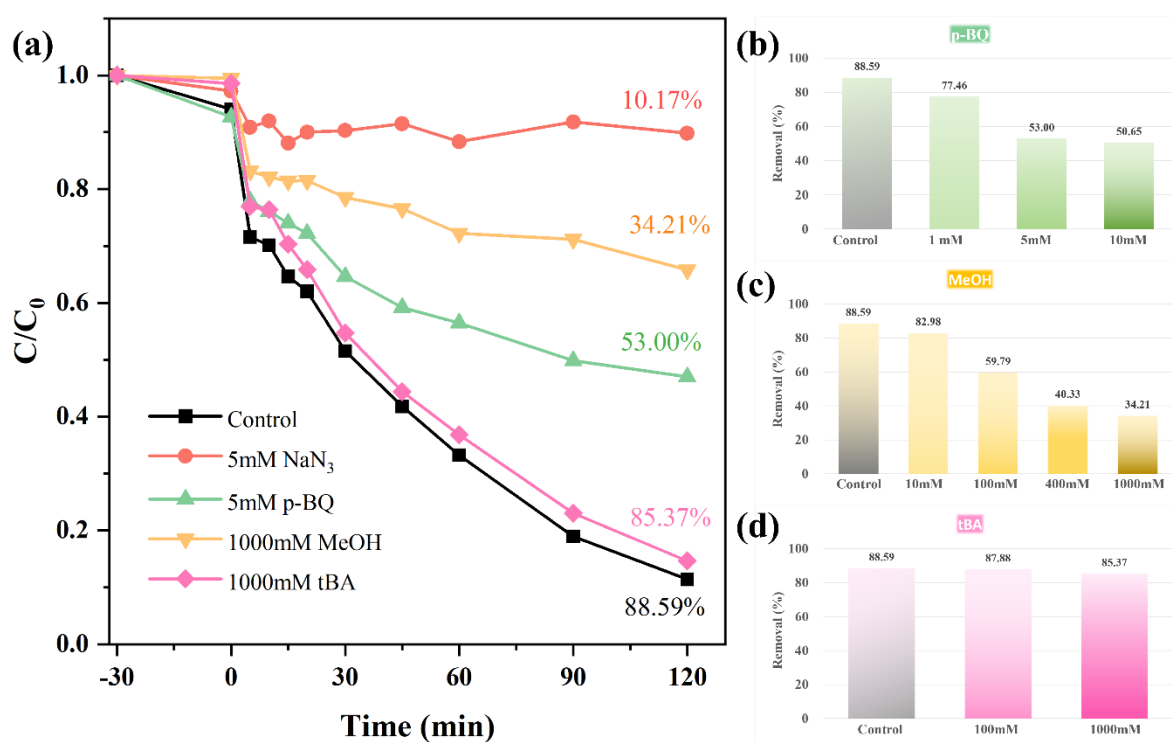 (a)
C/C0
1.0
0.8
0.6
0.4
0.2
0.0
-30
0
30
60
90
120
Time (min)
10.17%
34.21%
53.00%
85.37%
88.59%
Control
5mM NaN3
5mM p-BQ
1000mM MeOH
1000mM tBA
(b)
p-BQ
Removal (%)
100
80
60
40
20
0
88.59
77.46
53.00
50.65
Control
1 mM
5mM
10mM
(c)
MeOH
Removal (%)
100
80
60
40
20
0
88.59
82.98
59.79
40.33
34.21
Control
10mM
100mM
400mM
1000mM
(d)
tBA
Removal (%)
100
80
60
40
20
0
88.59
87.88
85.37
Control
100mM
1000mM